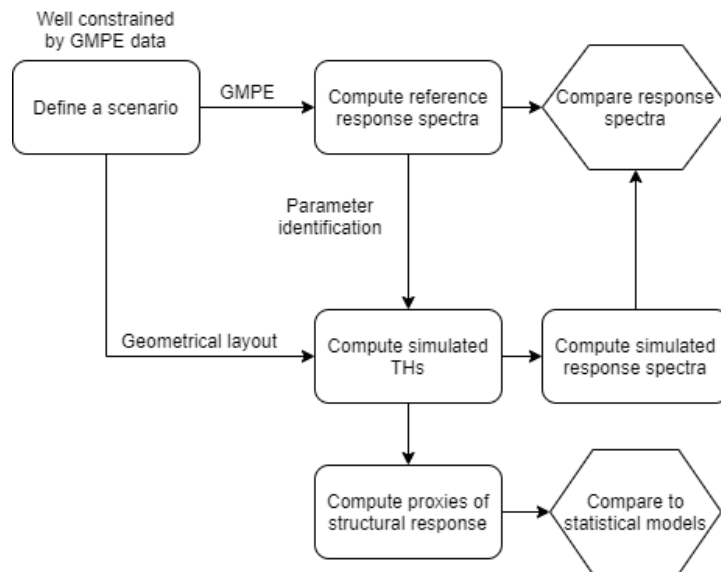 Well constrained
by GMPE data
Define a scenario
GMPE
Compute reference
response spectra
Compare response
spectra
Parameter
identification
Geometrical layout
Compute simulated
THs
Compute simulated
response spectra
Compute proxies of
structural response
Compare to
statistical models